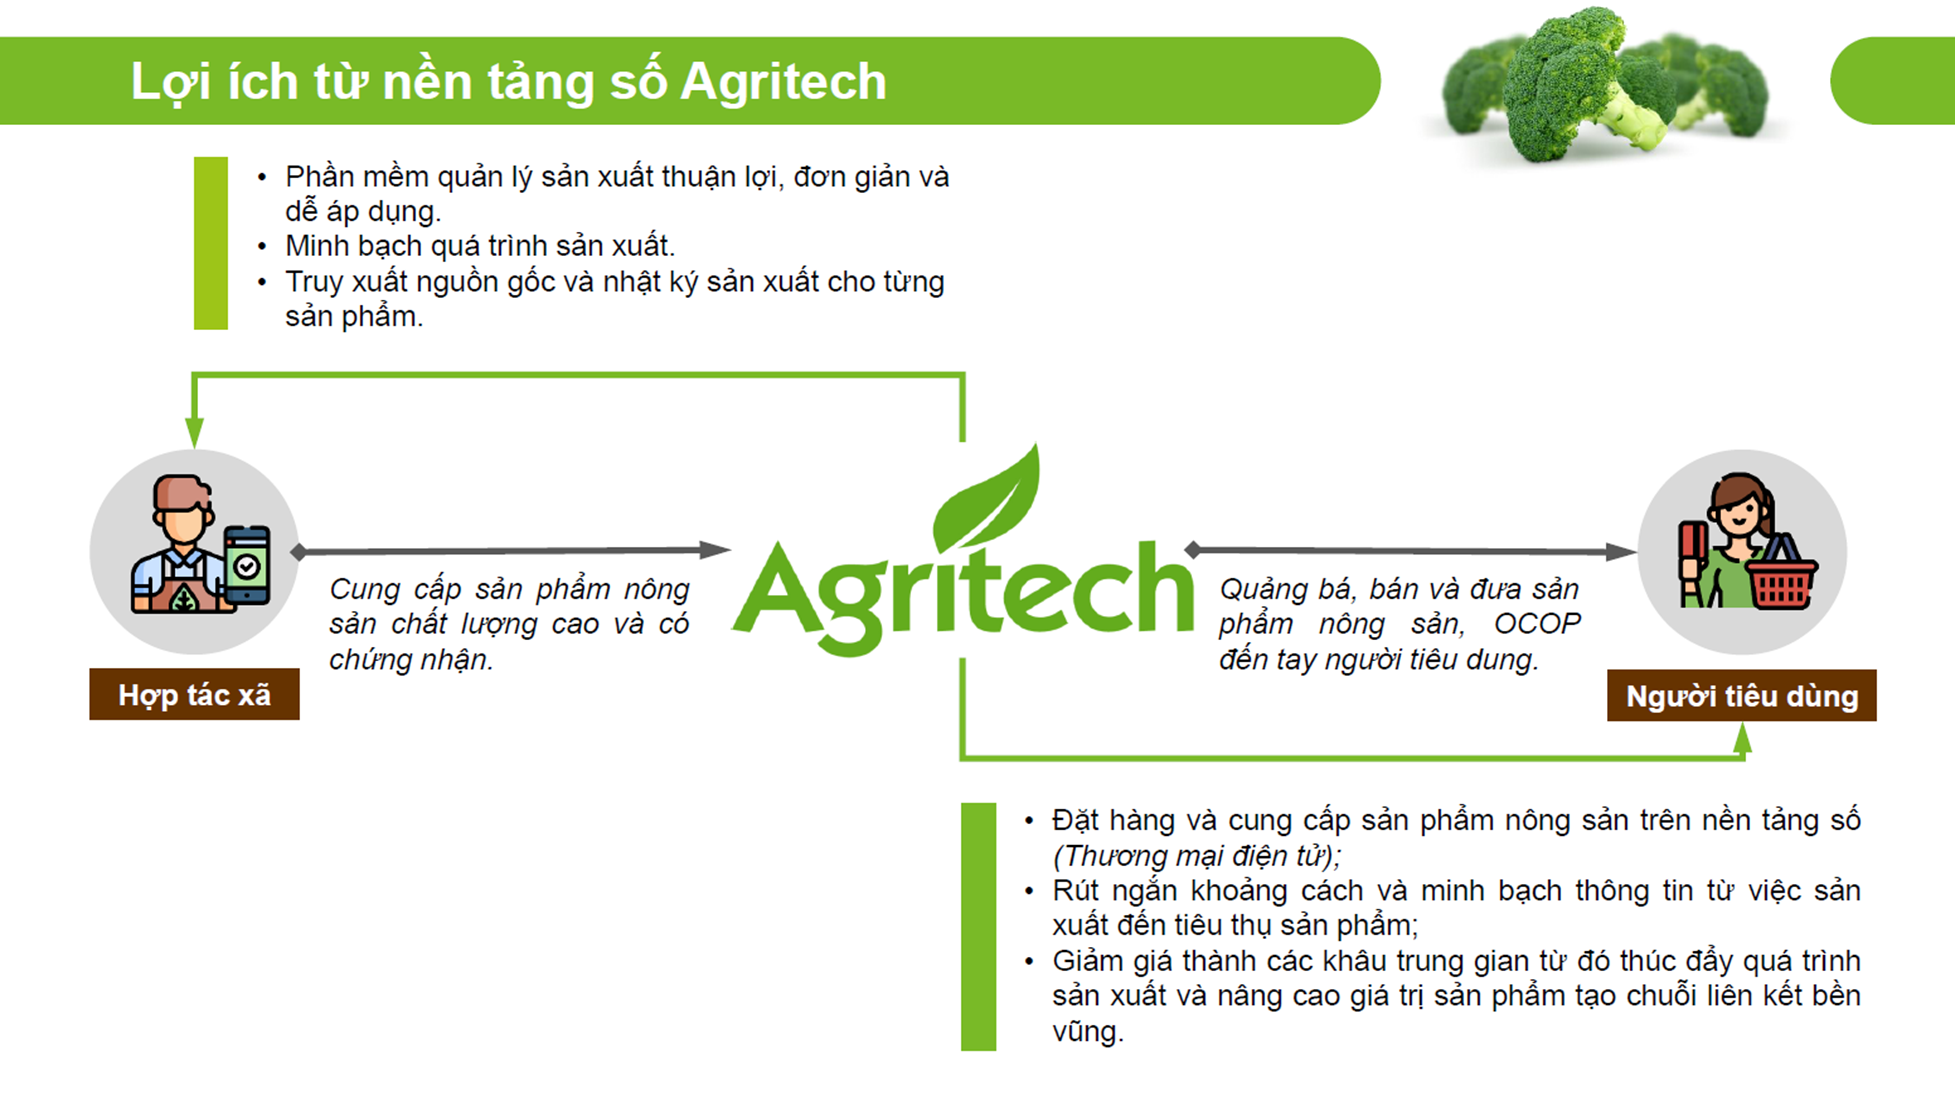 Lợi ích từ nền tảng số Agritech
• Phần mềm quản lý sản xuất thuận lợi, đơn giản và
dễ áp dụng.
• Minh bạch quá trình sản xuất.
• Truy xuất nguồn gốc và nhật ký sản xuất cho từng
sản phẩm.
Cung cấp sản phẩm nông
sản chất lượng cao và có
chứng nhận.
Hợp tác xã
Agritech
Quảng bá, bán và đưa sản
phẩm nông sản, OCOP
đến tay người tiêu dung.
Người tiêu dùng
• Đặt hàng và cung cấp sản phẩm nông sản trên nền tảng số
(Thương mại điện tử);
• Rút ngắn khoảng cách và minh bạch thông tin từ việc sản
xuất đến tiêu thụ sản phẩm;
• Giảm giá thành các khâu trung gian từ đó thúc đẩy quá trình
sản xuất và nâng cao giá trị sản phẩm tạo chuỗi liên kết bền
vững.